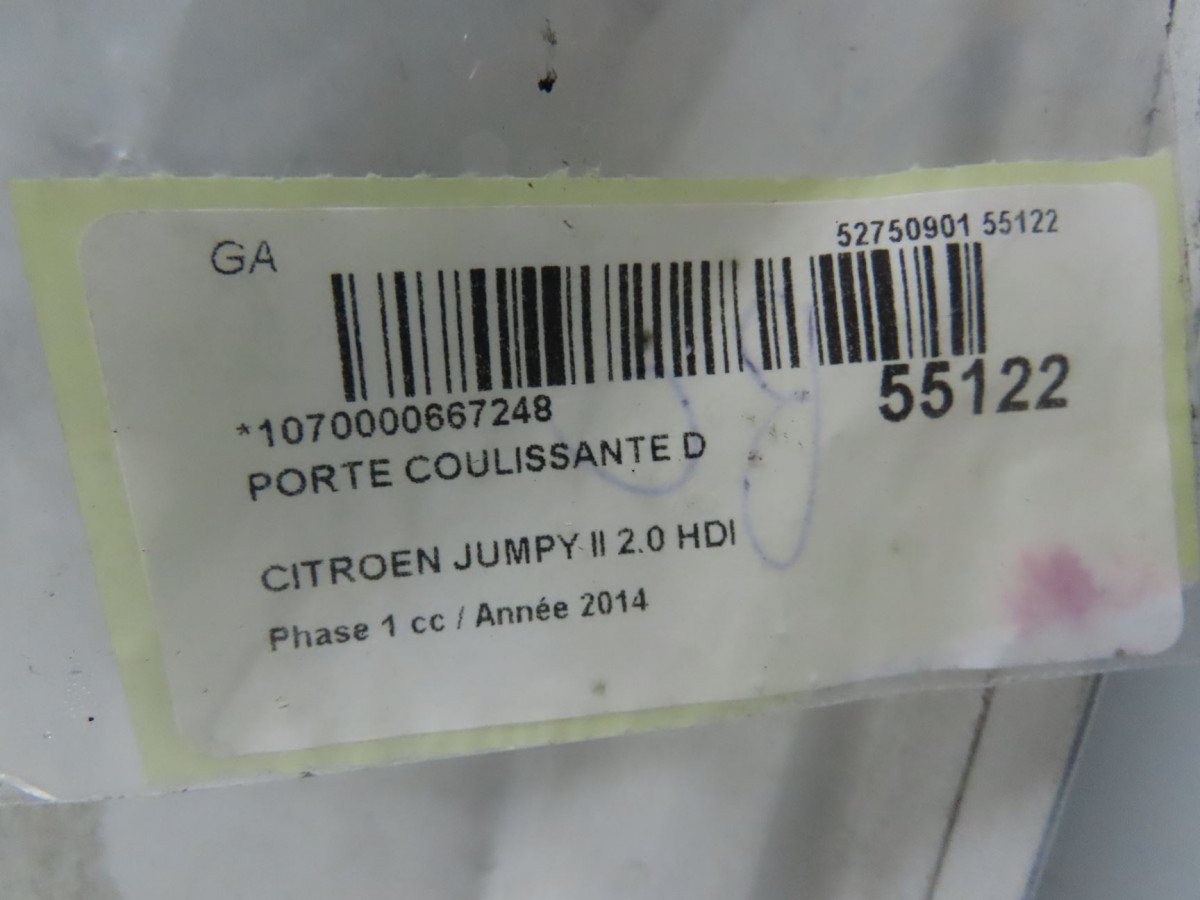 GA
52750901 55122
55122
*1070000667248
PORTE COULISSANTE D
CITROEN JUMPY II 2.0 HDI
Phase 1 cc / Année 2014